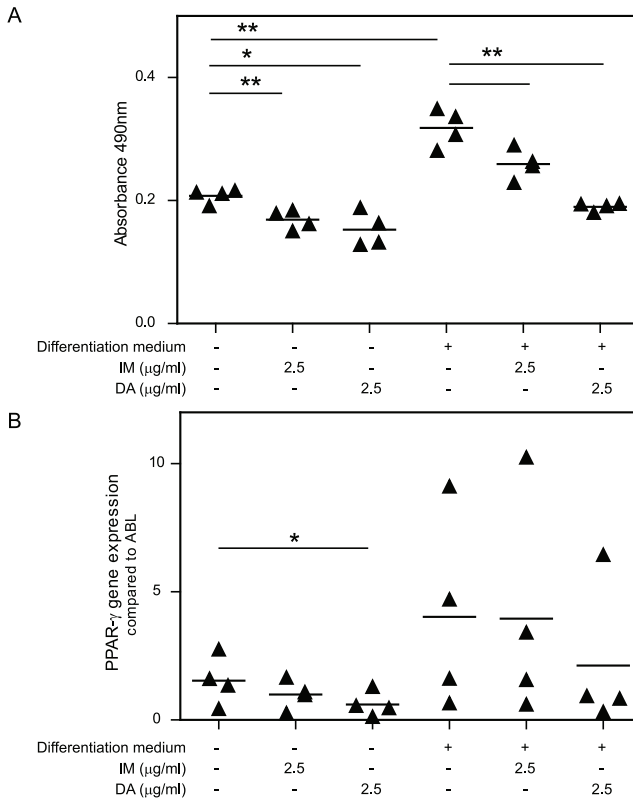 A
**
*
**
**
0.4
0.2
0.0
Absorbance 490nm
Differentiation medium - - - + + +
IM (μg/ml) - 2.5 - - 2.5 -
DA (μg/ml) - - 2.5 - - 2.5
B
*
10
5
0
PPAR-γ gene expression
compared to ABL
Differentiation medium - - - + + +
IM (μg/ml) - 2.5 - - 2.5 -
DA (μg/ml) - - 2.5 - - 2.5